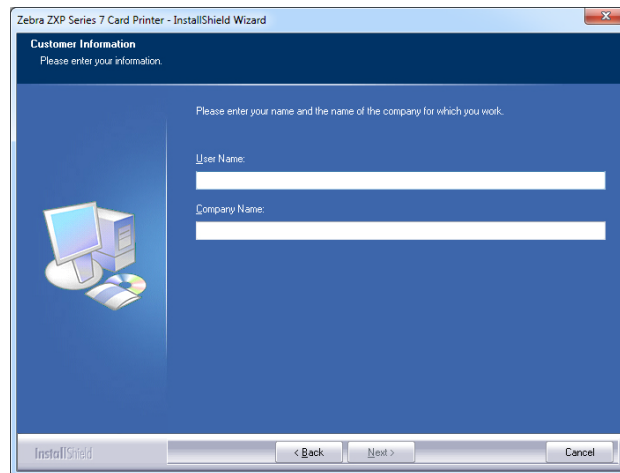 Zebra ZXP Series 7 Card Printer - InstallShield Wizard
Customer Information
Please enter your information.
Please enter your name and the name of the company for which you work.
User Name:
Company Name:
InstallShield
< Back
Next >
Cancel